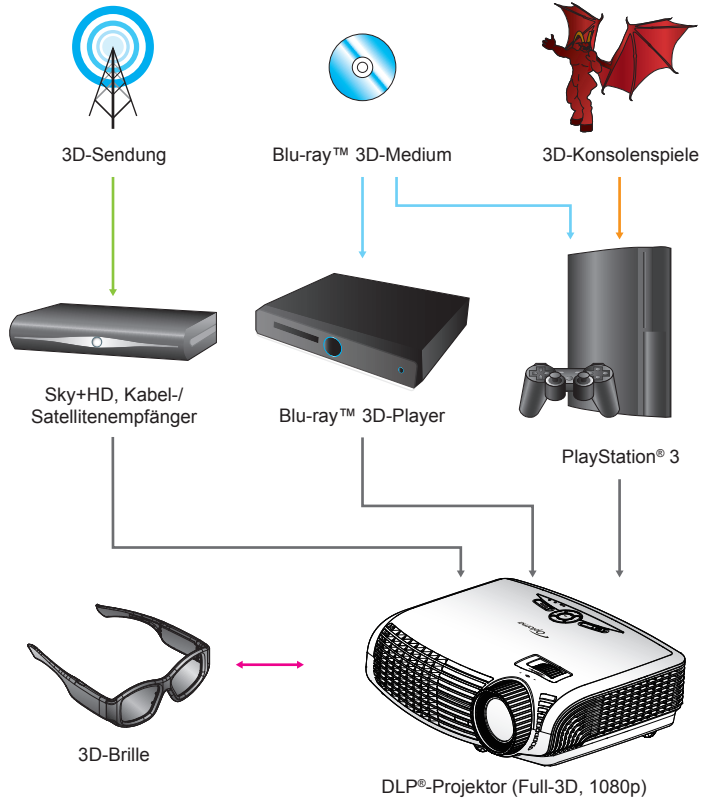 3D-Sendung
Blu-ray™ 3D-Medium
3D-Konsolenspiele
Sky+HD, Kabel-/
Satellitenempfänger
Blu-ray™ 3D-Player
PlayStation® 3
Optoma
3D-Brille
DLP®-Projektor (Full-3D, 1080p)